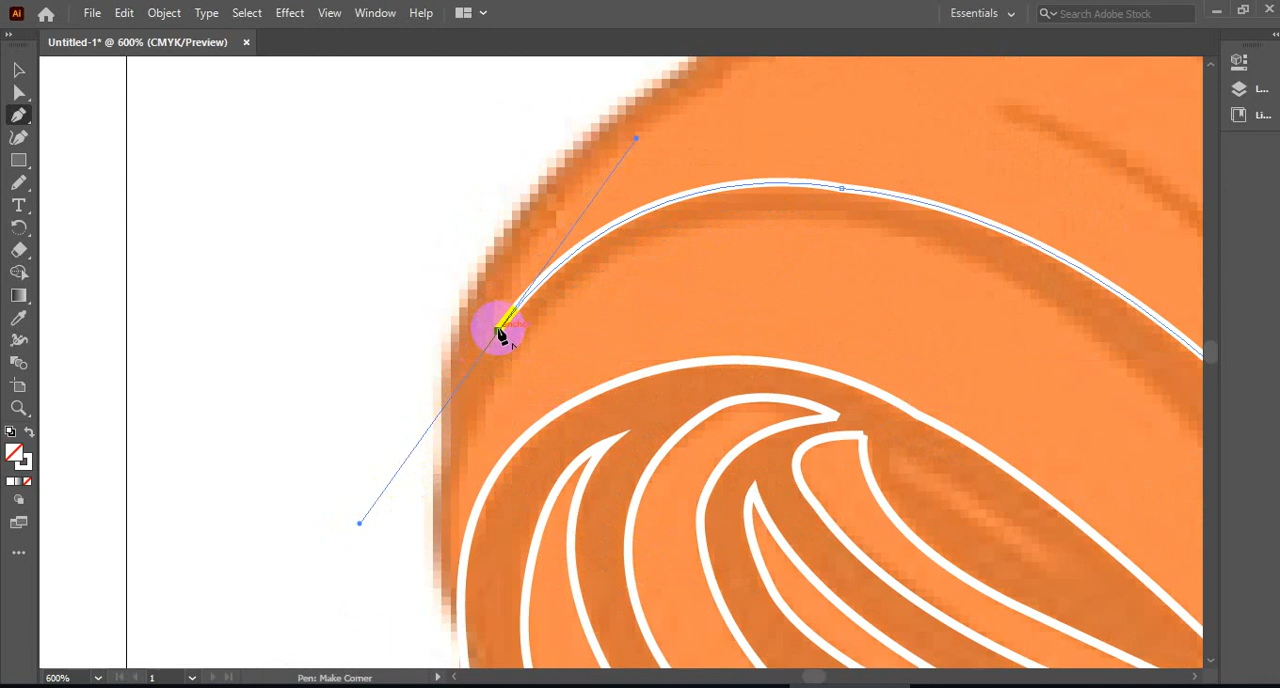 Ai File Edit Object Type Select Effect View Window Help Essentials Search Adobe Stock
Untitled-1* @ 600% (CMYK/Preview) ×
L...
Li...
T
600% 1 Pen: Make Corner